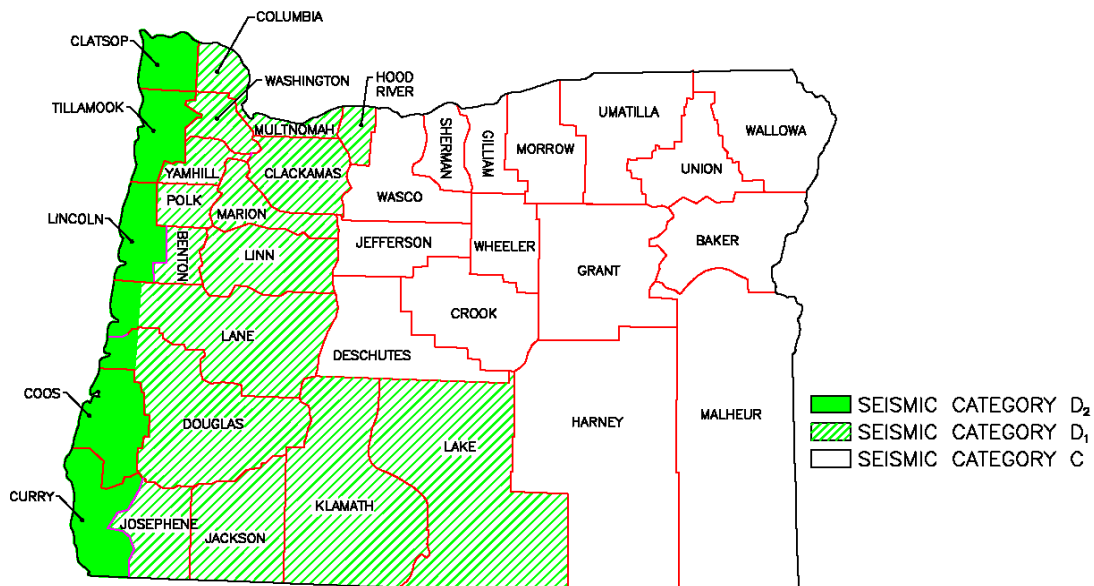 COLUMBIA
CLATSOP
WASHINGTON
HOOD
RIVER
TILLAMOOK
MULTNOMAH
SHERMAN
GILLIAM
MORROW
UMATILLA
WALLOWA
UNION
YAMHILL
CLACKAMAS
WASCO
POLK
MARION
LINCOLN
BENTON
LINN
JEFFERSON
WHEELER
GRANT
BAKER
LANE
CROOK
DESCHUTES
COOS
DOUGLAS
LAKE
HARNEY
MALHEUR
CURRY
JOSEPHENE
JACKSON
KLAMATH
SEISMIC CATEGORY D₂
SEISMIC CATEGORY D₁
SEISMIC CATEGORY C